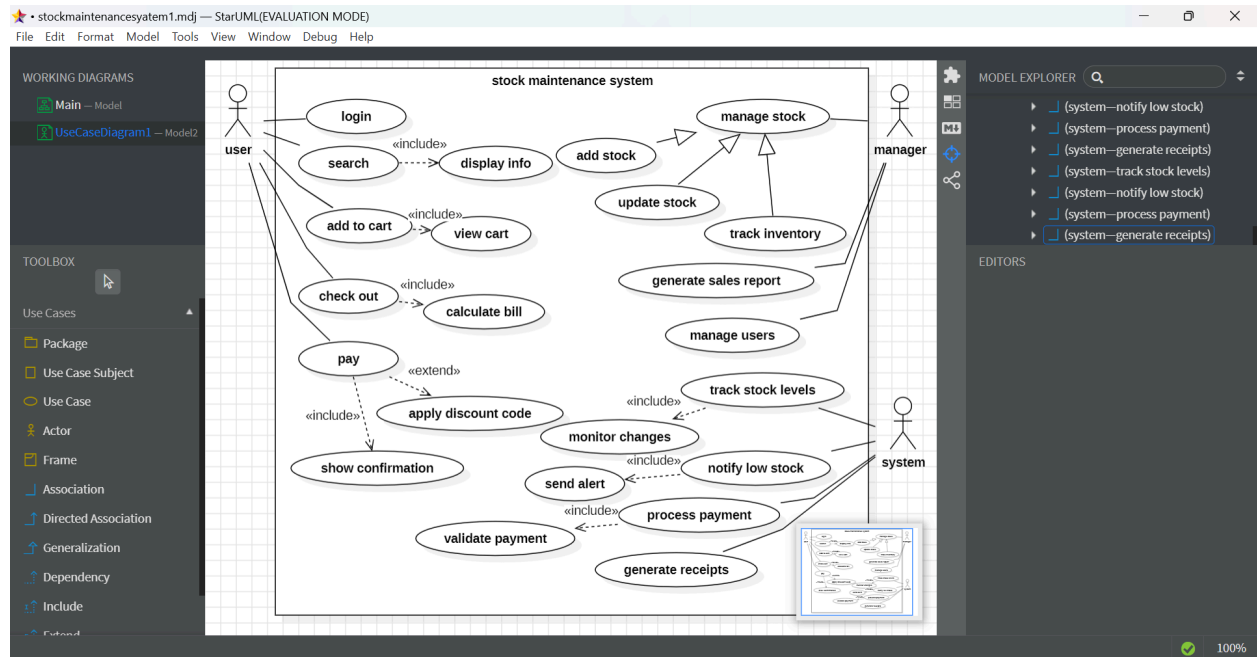 • stockmaintenancesyatem1.mdj — StarUML(EVALUATION MODE)
File Edit Format Model Tools View Window Debug Help
WORKING DIAGRAMS
Main — Model
UseCaseDiagram1 — Model2
TOOLBOX
Use Cases
Package
Use Case Subject
Use Case
Actor
Frame
Association
Directed Association
Generalization
Dependency
Include
Extend
stock maintenance system
user
login
search
«include»
display info
add to cart
«include»
view cart
check out
«include»
calculate bill
pay
«extend»
apply discount code
«include»
show confirmation
manage stock
add stock
update stock
track inventory
manager
generate sales report
manage users
track stock levels
«include»
monitor changes
system
notify low stock
«include»
send alert
process payment
«include»
validate payment
generate receipts
M
MODEL EXPLORER
(system—notify low stock)
(system—process payment)
(system—generate receipts)
(system—track stock levels)
(system—notify low stock)
(system—process payment)
(system—generate receipts)
EDITORS
100%